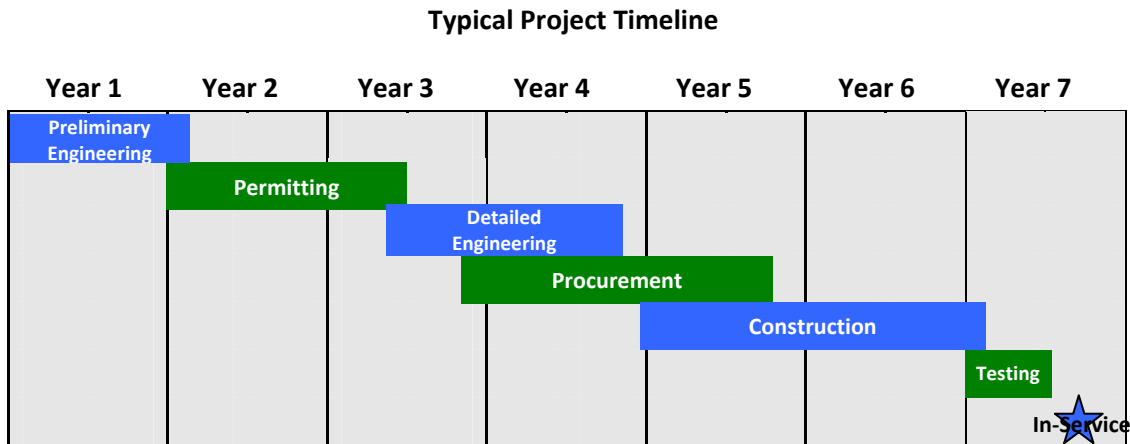 Typical Project Timeline
Year 1 Year 2 Year 3 Year 4 Year 5 Year 6 Year 7
Preliminary
Engineering
Permitting
Detailed
Engineering
Procurement
Construction
Testing
In-Service